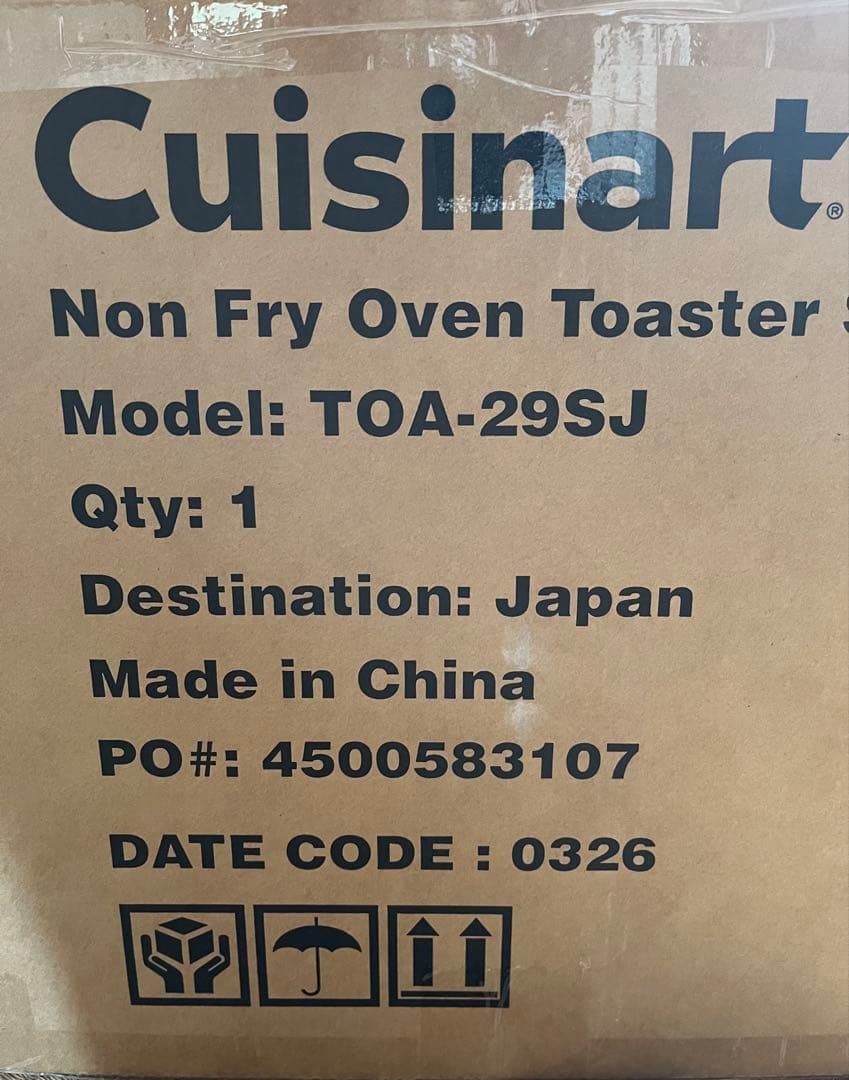 Cuisinart®
Non Fry Oven Toaster
Model: TOA-29SJ
Qty: 1
Destination: Japan
Made in China
PO#: 4500583107
DATE CODE : 0326